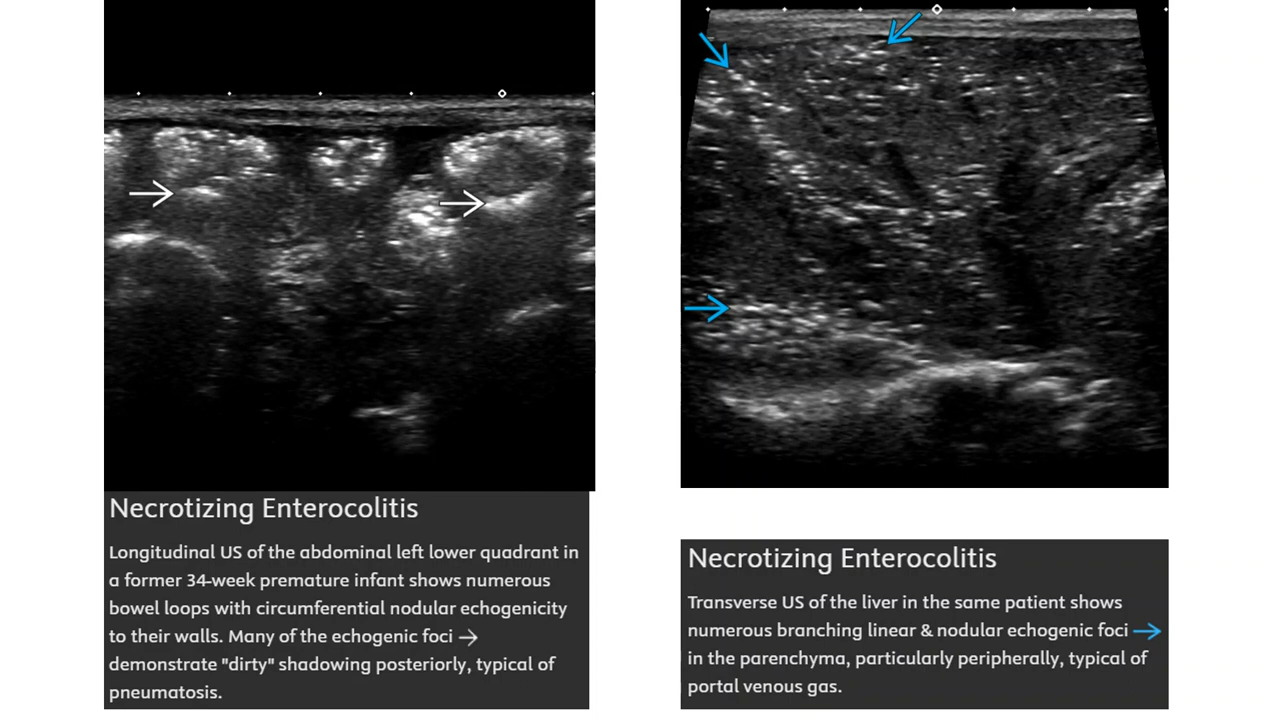 Necrotizing Enterocolitis
Longitudinal US of the abdominal left lower quadrant in
a former 34-week premature infant shows numerous
bowel loops with circumferential nodular echogenicity
to their walls. Many of the echogenic foci →
demonstrate "dirty" shadowing posteriorly, typical of
pneumatosis.
Necrotizing Enterocolitis
Transverse US of the liver in the same patient shows
numerous branching linear & nodular echogenic foci →
in the parenchyma, particularly peripherally, typical of
portal venous gas.